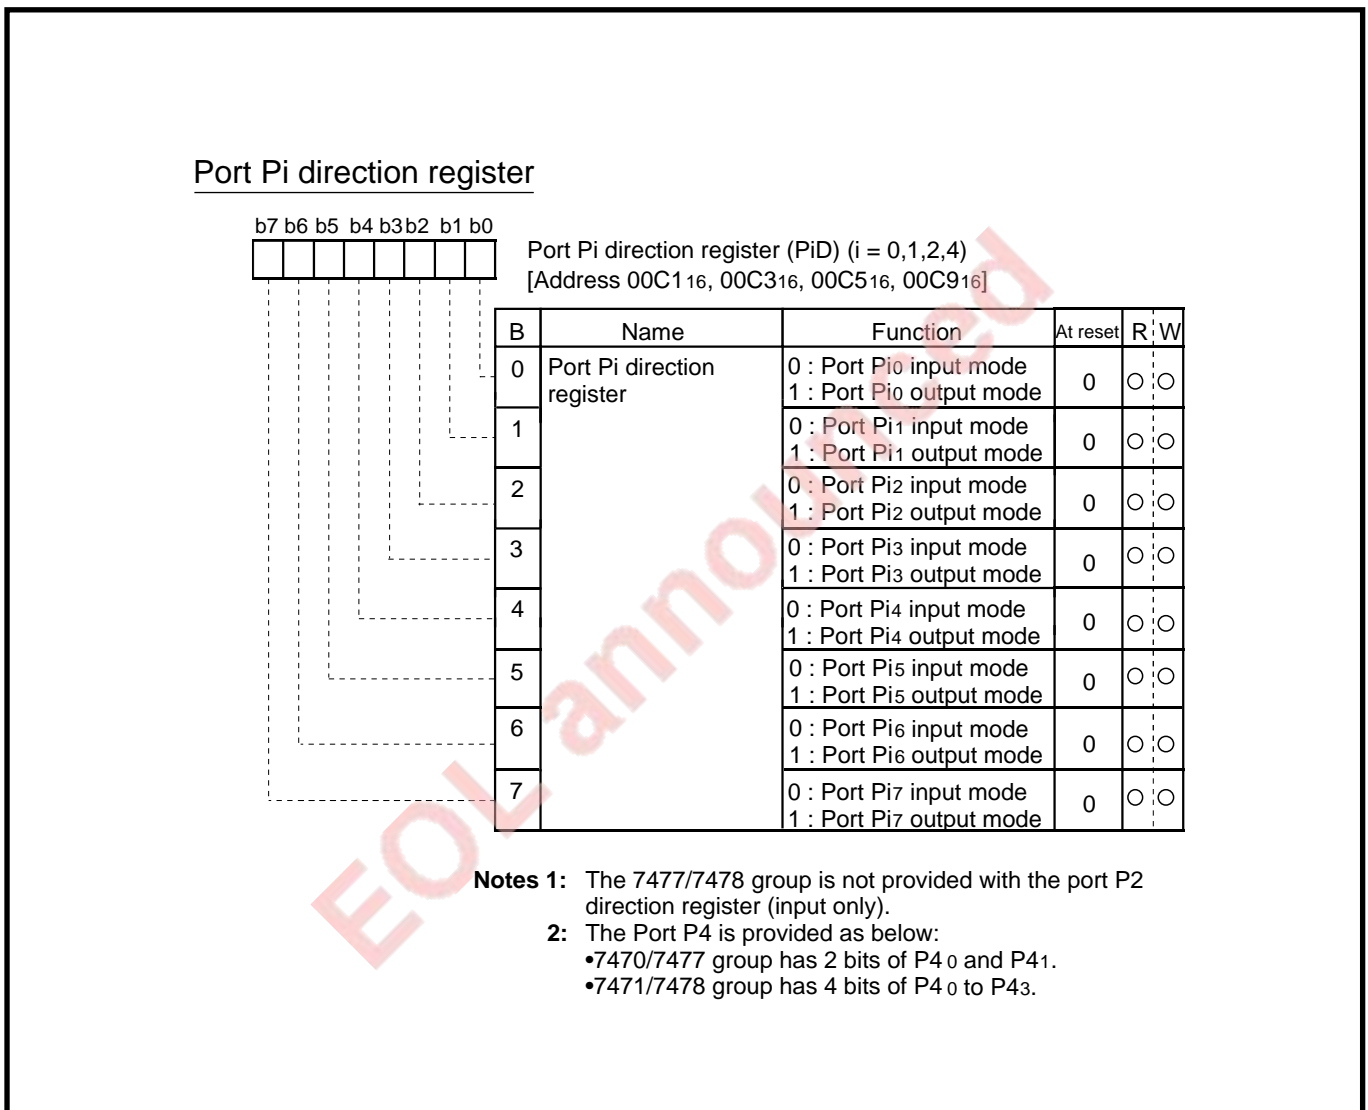 Port Pi direction register
b7 b6 b5 b4 b3 b2 b1 b0
Port Pi direction register (PiD) (i = 0,1,2,4)
[Address 00C116, 00C316, 00C516, 00C916]
B Name Function At reset R W
0 Port Pi direction register 0 : Port Pi0 input mode
1 : Port Pi0 output mode 0 ○ ○
1 0 : Port Pi1 input mode
1 : Port Pi1 output mode 0 ○ ○
2 0 : Port Pi2 input mode
1 : Port Pi2 output mode 0 ○ ○
3 0 : Port Pi3 input mode
1 : Port Pi3 output mode 0 ○ ○
4 0 : Port Pi4 input mode
1 : Port Pi4 output mode 0 ○ ○
5 0 : Port Pi5 input mode
1 : Port Pi5 output mode 0 ○ ○
6 0 : Port Pi6 input mode
1 : Port Pi6 output mode 0 ○ ○
7 0 : Port Pi7 input mode
1 : Port Pi7 output mode 0 ○ ○
Notes 1: The 7477/7478 group is not provided with the port P2
direction register (input only).
2: The Port P4 is provided as below:
•7470/7477 group has 2 bits of P40 and P41.
•7471/7478 group has 4 bits of P40 to P43.
EOL announced